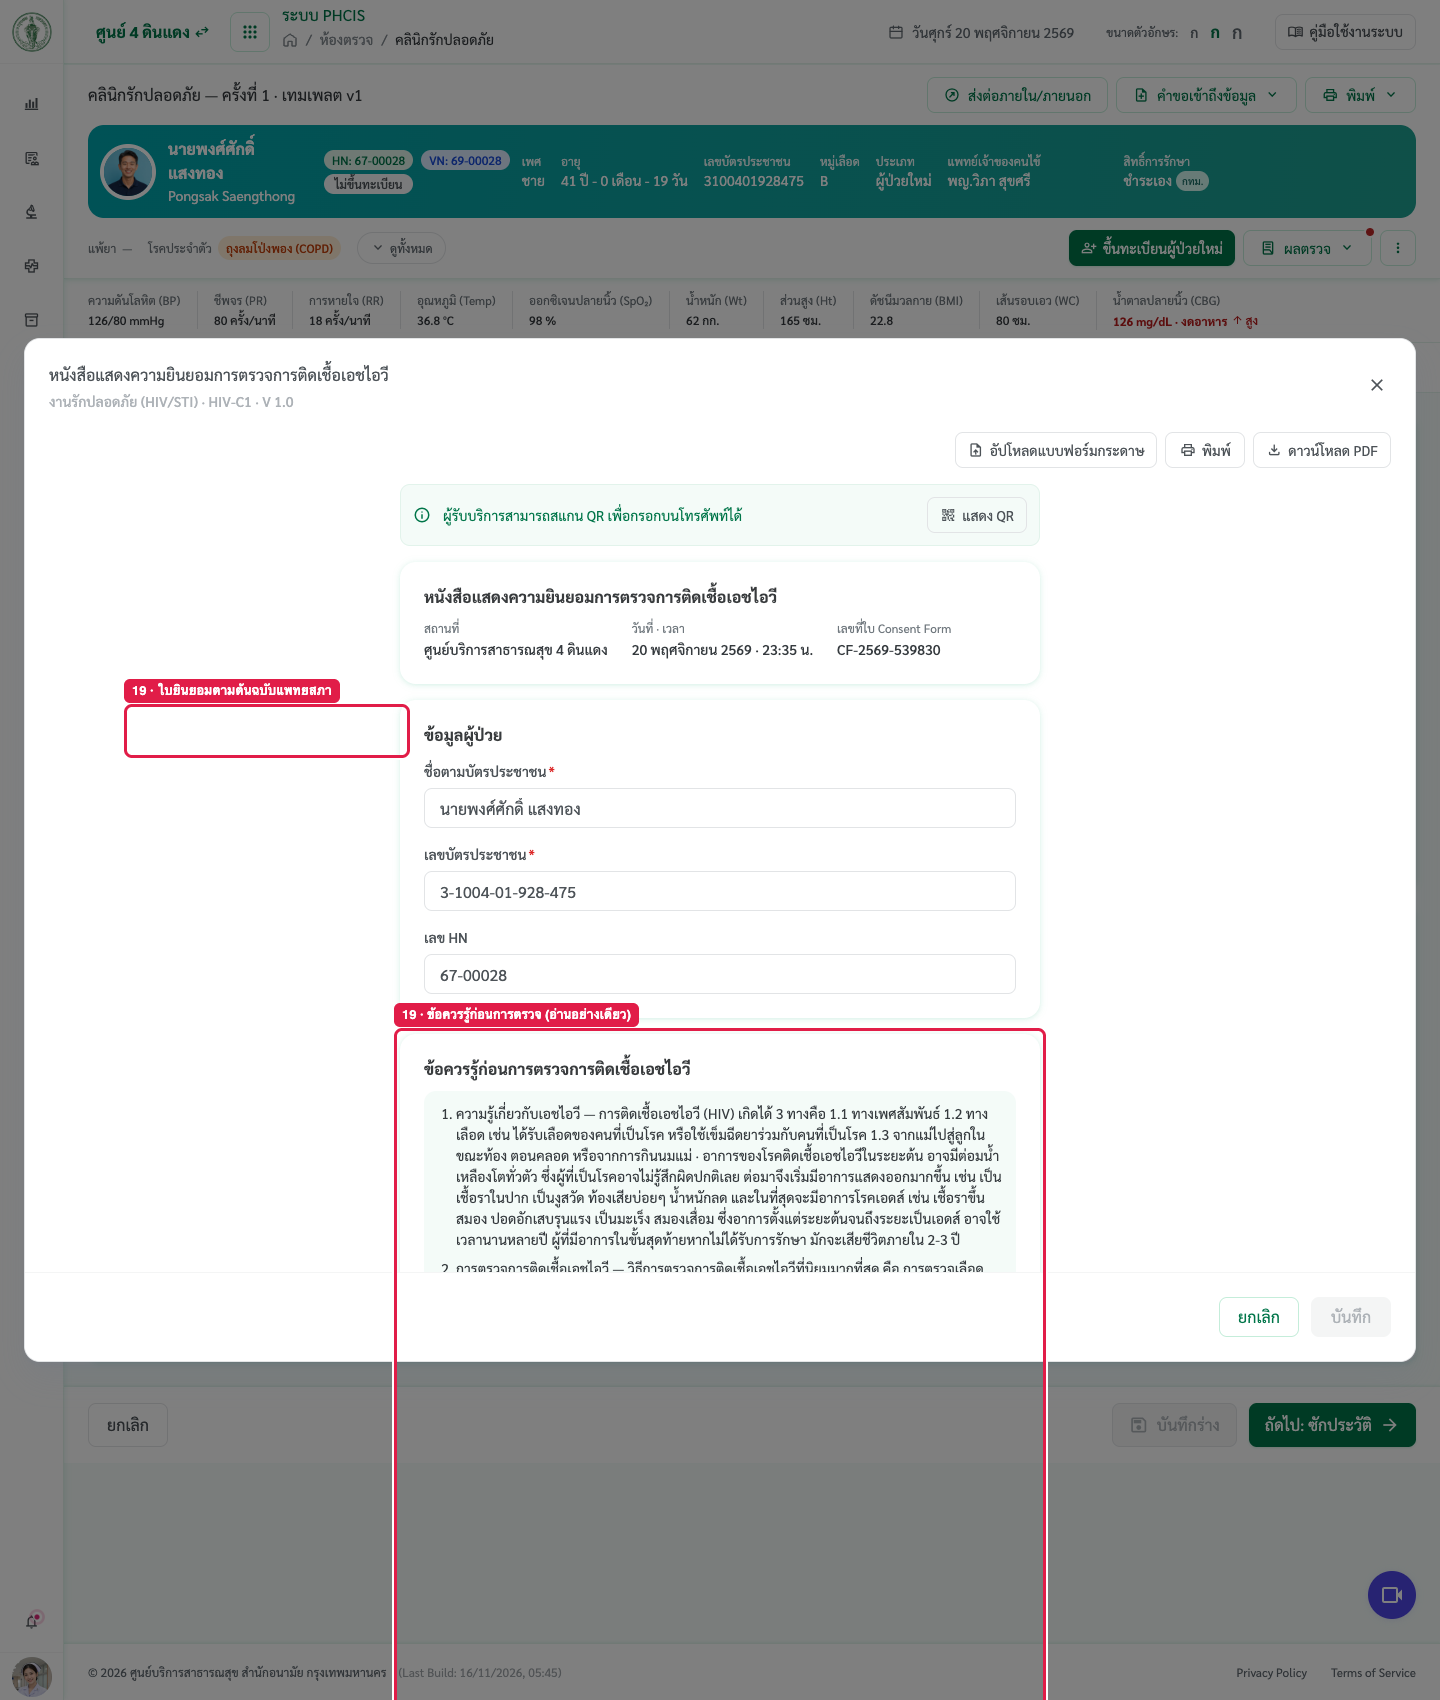 ศูนย์ 4 ดินแดง
ระบบ PHCIS
/ ห้องตรวจ / คลินิกรักปลอดภัย
วันศุกร์ 20 พฤศจิกายน 2569
ขนาดตัวอักษร: ก ก ก
คู่มือใช้งานระบบ
คลินิกรักปลอดภัย — ครั้งที่ 1 · เทมเพลต v1
ส่งต่อภายใน/ภายนอก
คำขอเข้าถึงข้อมูล
พิมพ์
นายพงศ์ศักดิ์ แสงทอง
Pongsak Saengthong
HN: 67-00028
VN: 69-00028
ไม่ขึ้นทะเบียน
เพศ
ชาย
อายุ
41 ปี - 0 เดือน - 19 วัน
เลขบัตรประชาชน
3100401928475
หมู่เลือด
B
ประเภท
ผู้ป่วยใหม่
แพทย์เจ้าของคนไข้
พญ.วิภา สุขศรี
สิทธิ์การรักษา
ชำระเอง กทม.
แพ้ยา —
โรคประจำตัว ถุงลมโป่งพอง (COPD)
ดูทั้งหมด
ขึ้นทะเบียนผู้ป่วยใหม่
ผลตรวจ
ความดันโลหิต (BP)
126/80 mmHg
ชีพจร (PR)
80 ครั้ง/นาที
การหายใจ (RR)
18 ครั้ง/นาที
อุณหภูมิ (Temp)
36.8 °C
ออกซิเจนปลายนิ้ว (SpO₂)
98 %
น้ำหนัก (Wt)
62 กก.
ส่วนสูง (Ht)
165 ซม.
ดัชนีมวลกาย (BMI)
22.8
เส้นรอบเอว (WC)
80 ซม.
น้ำตาลปลายนิ้ว (CBG)
126 mg/dL · งดอาหาร ↑ สูง
หนังสือแสดงความยินยอมการตรวจการติดเชื้อเอชไอวี
งานรักปลอดภัย (HIV/STI) · HIV-C1 · V 1.0
อัปโหลดแบบฟอร์มกระดาษ
พิมพ์
ดาวน์โหลด PDF
ผู้รับบริการสามารถสแกน QR เพื่อกรอกบนโทรศัพท์ได้
แสดง QR
หนังสือแสดงความยินยอมการตรวจการติดเชื้อเอชไอวี
สถานที่
ศูนย์บริการสาธารณสุข 4 ดินแดง
วันที่ · เวลา
20 พฤศจิกายน 2569 · 23:35 น.
เลขที่ใบ Consent Form
CF-2569-539830
19 · ใบยินยอมตามต้นฉบับแพทยสภา
ข้อมูลผู้ป่วย
ชื่อตามบัตรประชาชน *
นายพงศ์ศักดิ์ แสงทอง
เลขบัตรประชาชน *
3-1004-01-928-475
เลข HN
67-00028
19 · ข้อควรรู้ก่อนการตรวจ (อ่านอย่างเดียว)
ข้อควรรู้ก่อนการตรวจการติดเชื้อเอชไอวี
1. ความรู้เกี่ยวกับเอชไอวี — การติดเชื้อเอชไอวี (HIV) เกิดได้ 3 ทางคือ 1.1 ทางเพศสัมพันธ์ 1.2 ทาง
เลือด เช่น ได้รับเลือดของคนที่เป็นโรค หรือใช้เข็มฉีดยาร่วมกับคนที่เป็นโรค 1.3 จากแม่ไปสู่ลูกใน
ขณะท้อง ตอนคลอด หรือจากการกินนมแม่ · อาการของโรคติดเชื้อเอชไอวีในระยะต้น อาจมีต่อมน้ำ
เหลืองโตทั่วตัว ซึ่งผู้ที่เป็นโรคอาจไม่รู้สึกผิดปกติเลย ต่อมาจึงเริ่มมีอาการแสดงออกมากขึ้น เช่น เป็น
เชื้อราในปาก เป็นงูสวัด ท้องเสียบ่อยๆ น้ำหนักลด และในที่สุดจะมีอาการโรคเอดส์ เช่น เชื้อราขึ้น
สมอง ปอดอักเสบรุนแรง เป็นมะเร็ง สมองเสื่อม ซึ่งอาการตั้งแต่ระยะต้นจนถึงระยะเป็นเอดส์ อาจใช้
เวลานานหลายปี ผู้ที่มีอาการในขั้นสุดท้ายหากไม่ได้รับการรักษา มักจะเสียชีวิตภายใน 2-3 ปี
2. การตรวจการติดเชื้อเอชไอวี — วิธีการตรวจการติดเชื้อเอชไอวีที่นิยมมากที่สุด คือ การตรวจเลือด
ยกเลิก
บันทึก
ยกเลิก
บันทึกร่าง
ถัดไป: ซักประวัติ
© 2026 ศูนย์บริการสาธารณสุข สำนักอนามัย กรุงเทพมหานคร (Last Build: 16/11/2026, 05:45)
Privacy Policy
Terms of Service